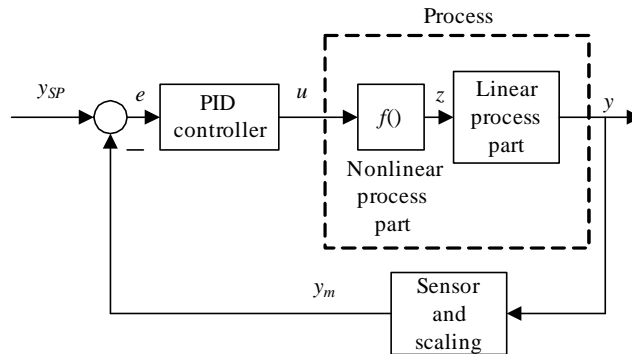 Process
y_SP
e
PID
controller
u
f()
z
Linear
process
part
y
Nonlinear
process
part
y_m
Sensor
and
scaling